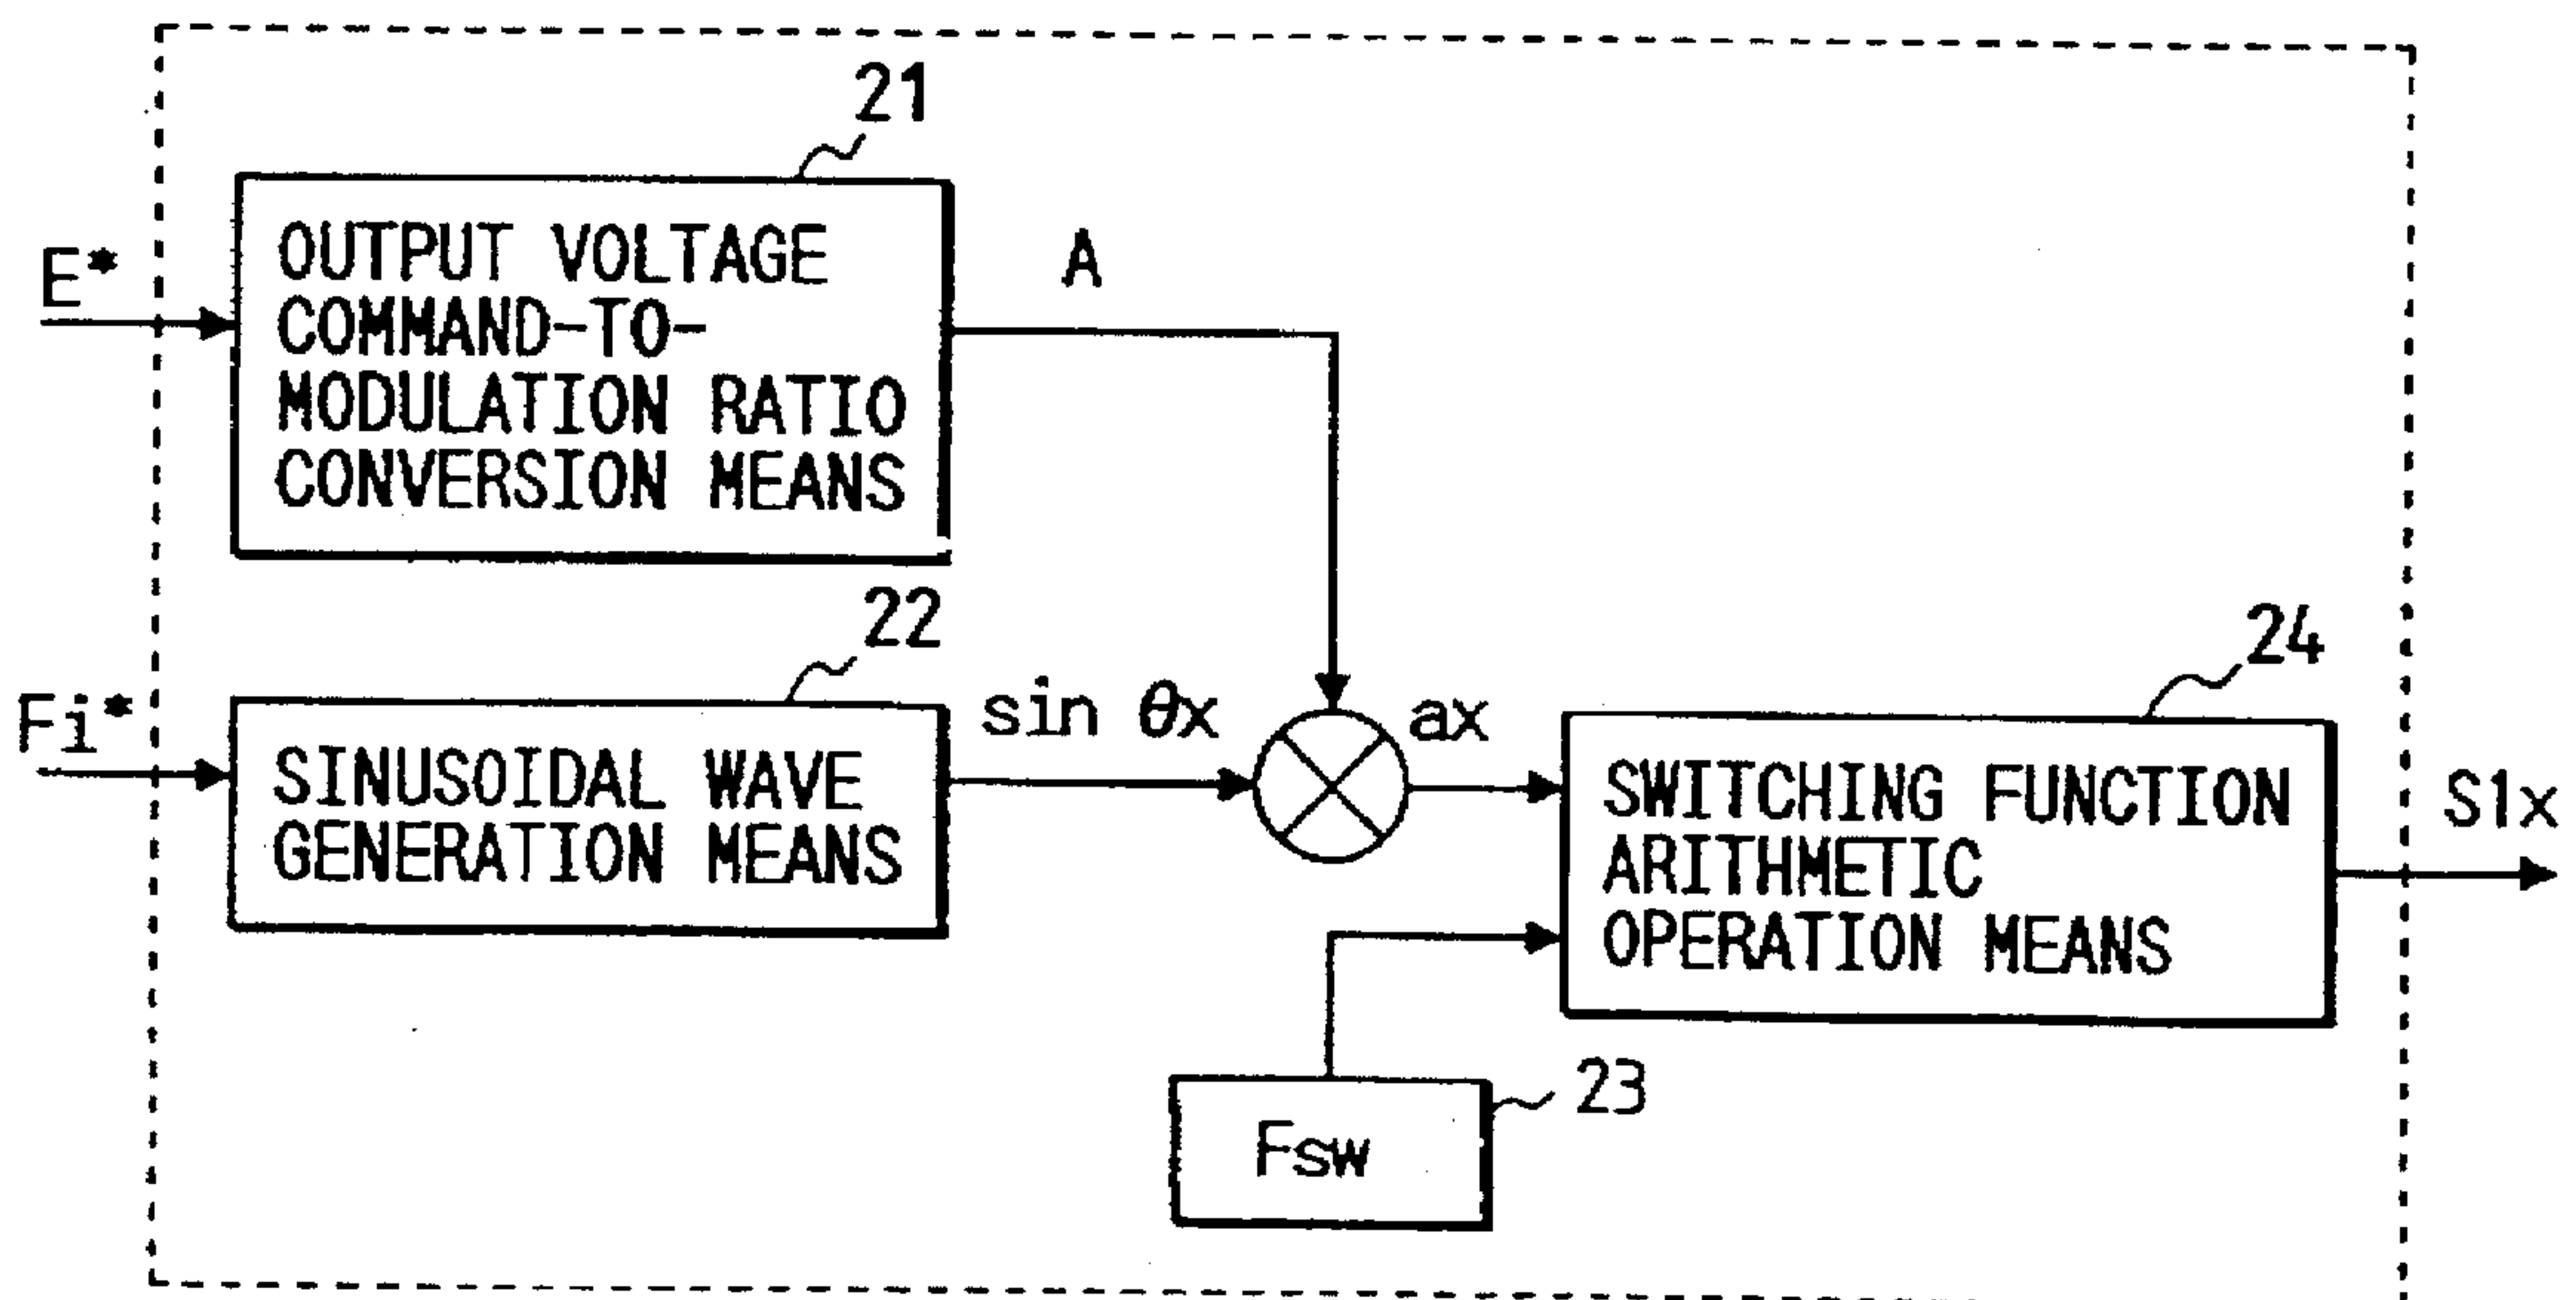 21
E*
OUTPUT VOLTAGE
COMMAND-TO-
MODULATION RATIO
CONVERSION MEANS
A
22
Fi*
SINUSOIDAL WAVE
GENERATION MEANS
sin θx
ax
24
SWITCHING FUNCTION
ARITHMETIC
OPERATION MEANS
S1x
23
Fsw